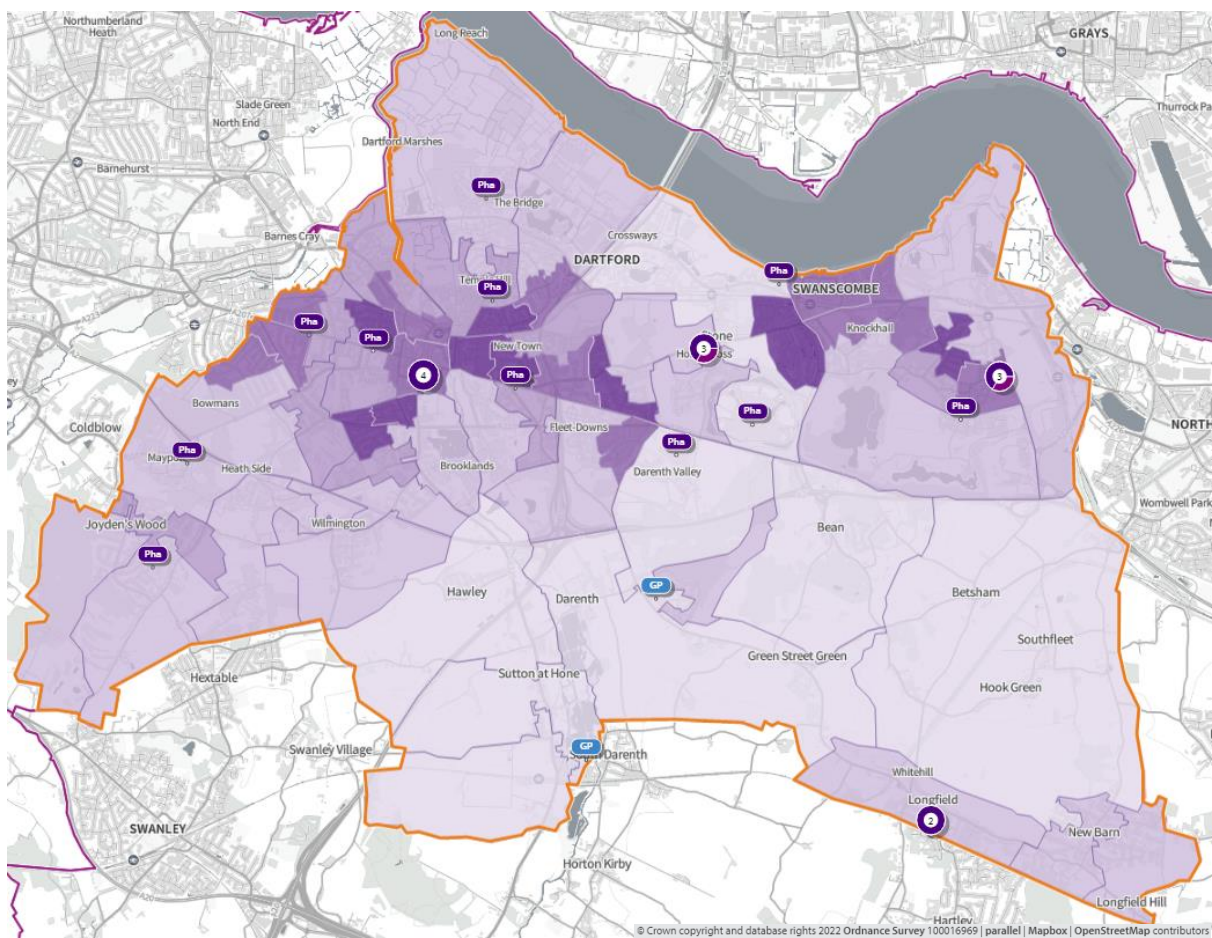 Northumberland
Heath
Long Reach
GRAYS
Slade Green
North End
Thurrock Pa
Dartford Marshes
Barnehurst
Pha
The Bridge
Barnes Cray
Crossways
DARTFORD
Pha
Pha
SWANSCOMBE
Pha
Pha
New Town
Knockhall
3
4
Pha
3
Bowmans
Pha
Pha
Coldblow
Fleet-Downs
NORTH
Pha
Pha
Heath Side
Brooklands
Darenth Valley
Wombwell Park
Joyden's Wood
Wilmington
Bean
Pha
GP
Hawley
Darenth
Betsham
Southfleet
Green Street Green
Hextable
Sutton at Hone
Hook Green
Swanley Village
GP
Darenth
Whitehill
Longfield
2
SWANLEY
New Barn
Horton Kirby
Longfield Hill
Hartley
© Crown copyright and database rights 2022 Ordnance Survey 100016969 | parallel | Mapbox | OpenStreetMap contributors